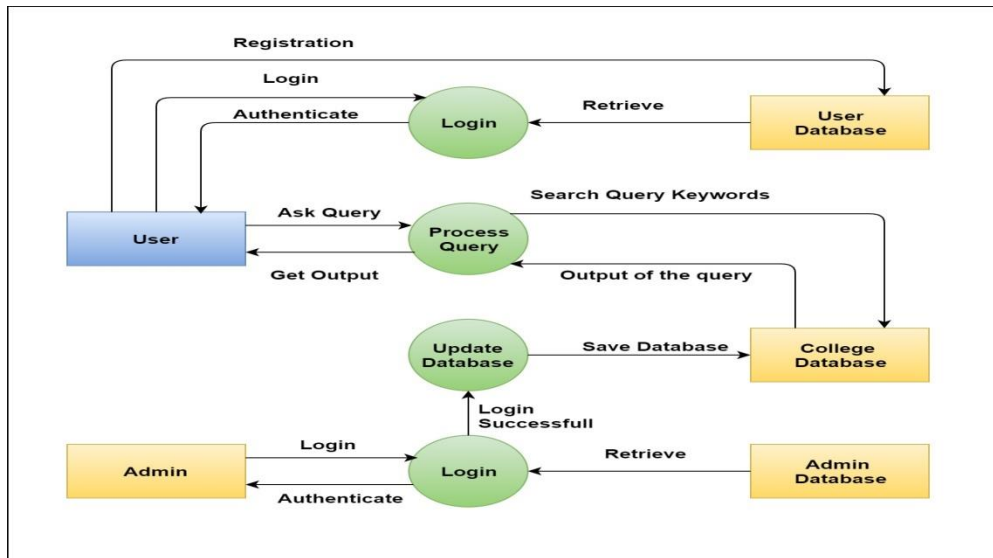 Registration
Login
Authenticate
Login
Retrieve
User
Database
User
Ask Query
Get Output
Process
Query
Search Query Keywords
Output of the query
Update
Database
Save Database
College
Database
Login
Successfull
Admin
Login
Authenticate
Login
Retrieve
Admin
Database